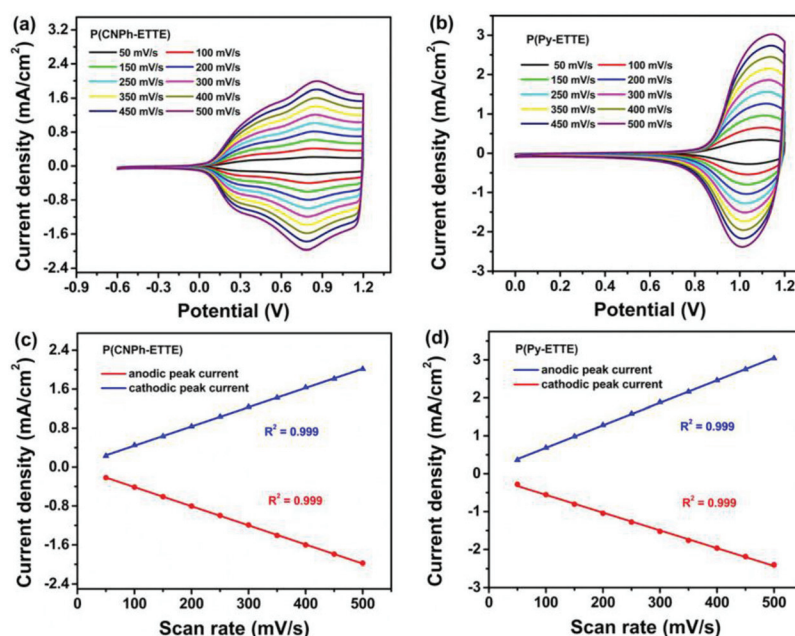 (a)
P(CNPh-ETTE)
50 mV/s 100 mV/s
150 mV/s 200 mV/s
250 mV/s 300 mV/s
350 mV/s 400 mV/s
450 mV/s 500 mV/s
Current density (mA/cm²)
2.4
1.6
0.8
0.0
-0.8
-1.6
-2.4
-0.9 -0.6 -0.3 0.0 0.3 0.6 0.9 1.2
Potential (V)
(b)
P(Py-ETTE)
50 mV/s 100 mV/s
150 mV/s 200 mV/s
250 mV/s 300 mV/s
350 mV/s 400 mV/s
450 mV/s 500 mV/s
Current density (mA/cm²)
3
2
1
0
-1
-2
-3
0.0 0.2 0.4 0.6 0.8 1.0 1.2
Potential (V)
(c)
P(CNPh-ETTE)
anodic peak current
cathodic peak current
R² = 0.999
R² = 0.999
Current density (mA/cm²)
2.4
1.6
0.8
0.0
-0.8
-1.6
-2.4
0 100 200 300 400 500
Scan rate (mV/s)
(d)
P(Py-ETTE)
anodic peak current
cathodic peak current
R² = 0.999
R² = 0.999
Current density (mA/cm²)
3
2
1
0
-1
-2
-3
0 100 200 300 400 500
Scan rate (mV/s)